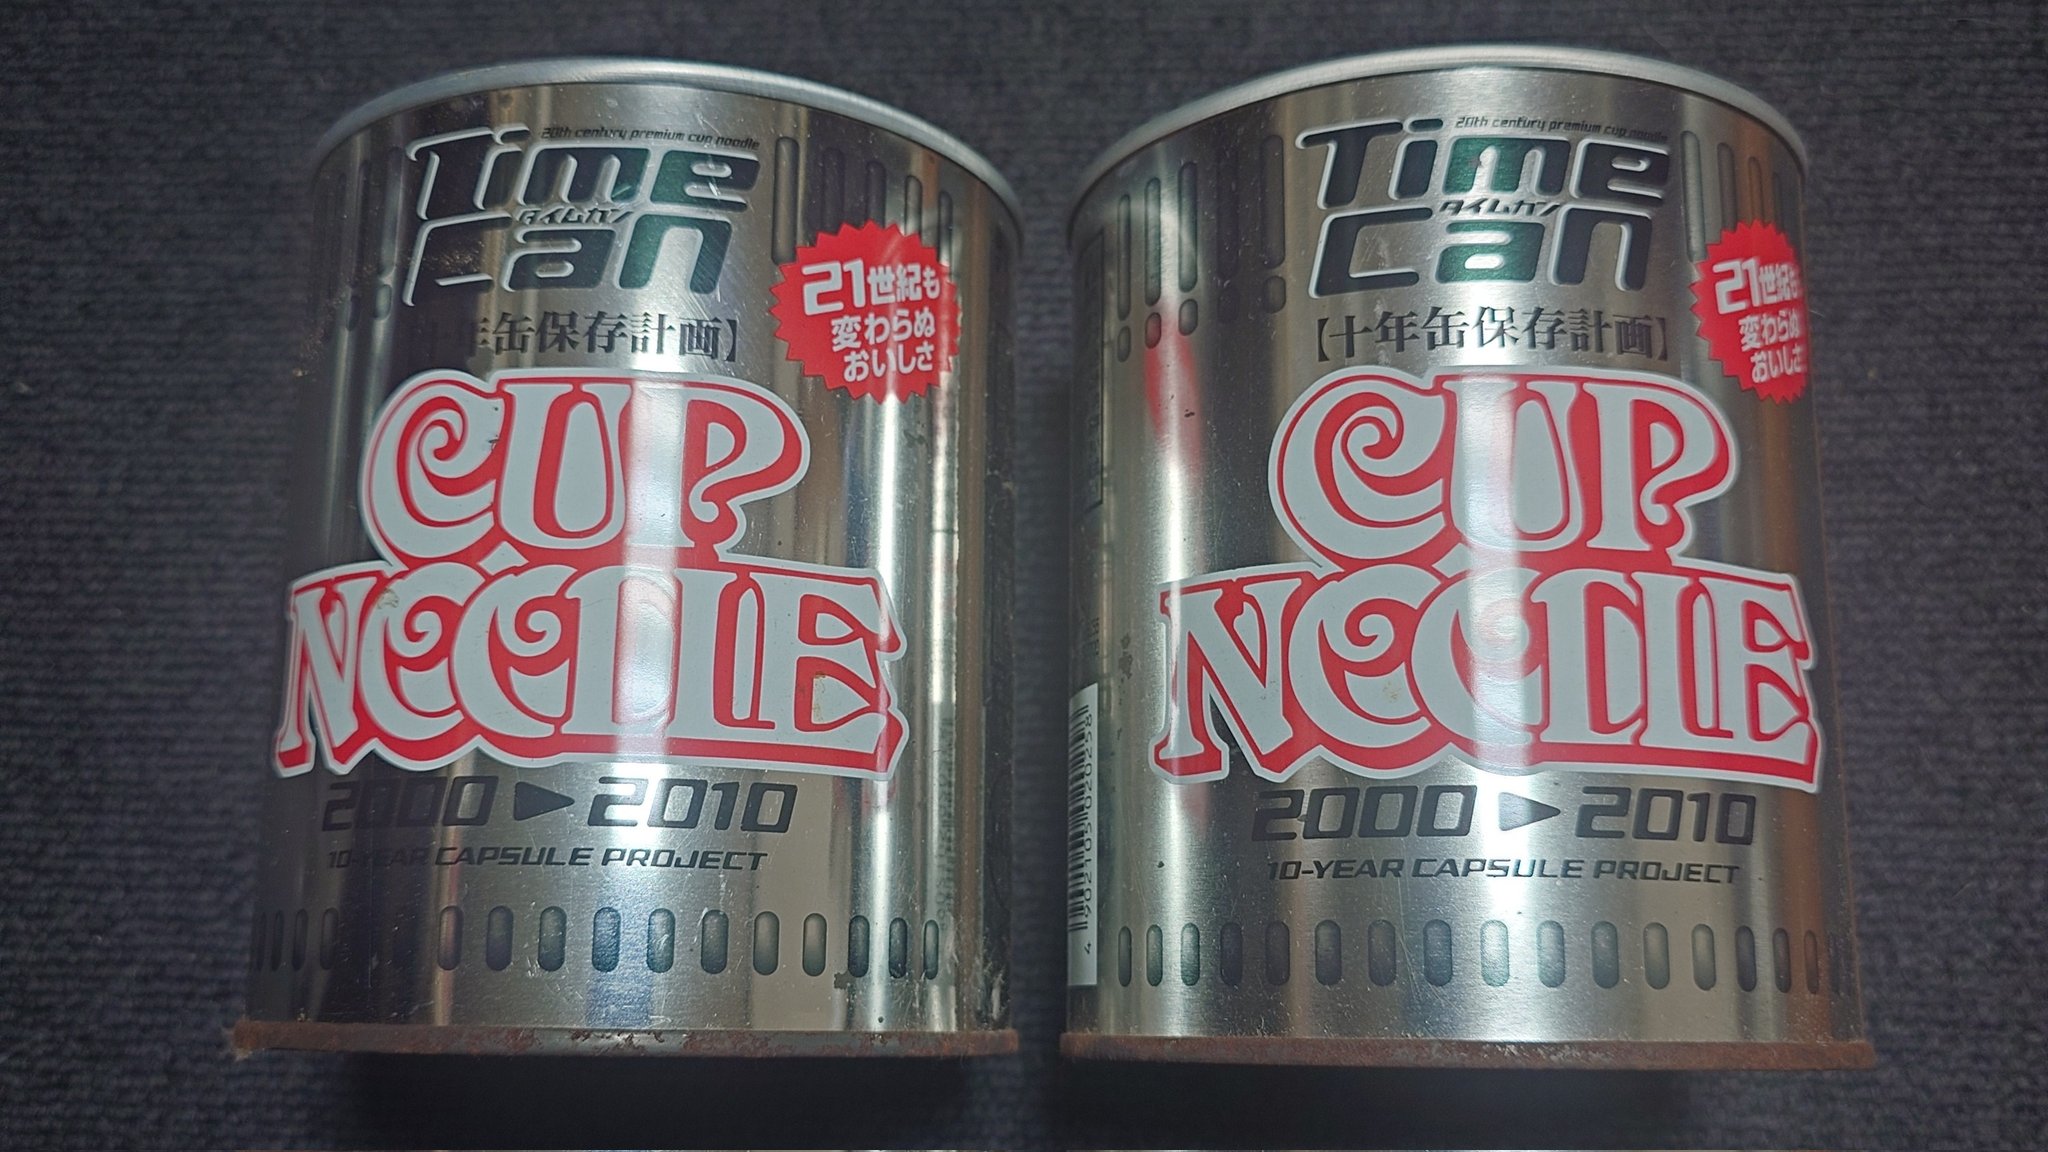 20th century premium cup noodle
Time
タイムカン
Can
年缶保存計画】
21世紀も
変わらぬ
おいしさ
CUP
NOODLE
2000▶2010
10-YEAR CAPSULE PROJECT
20th century premium cup noodle
Time
タイムカン
Can
【十年缶保存計画】
21世紀も
変わらぬ
おいしさ
CUP
NOODLE
2000▶2010
10-YEAR CAPSULE PROJECT
4 902105 020258